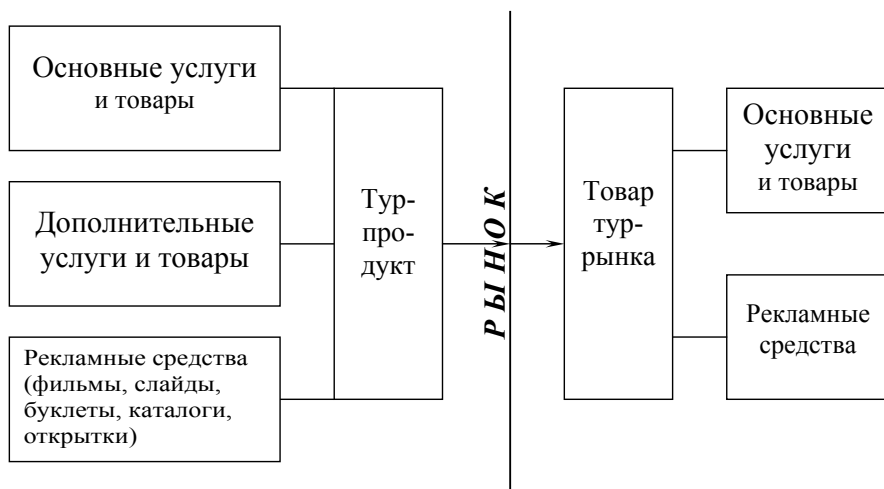 Основные услуги
и товары
Дополнительные
услуги и товары
Рекламные средства
(фильмы, слайды,
буклеты, каталоги,
открытки)
Тур-
про-
дукт
РЫНОК
Товар
тур-
рынка
Основные
услуги
и товары
Рекламные
средства